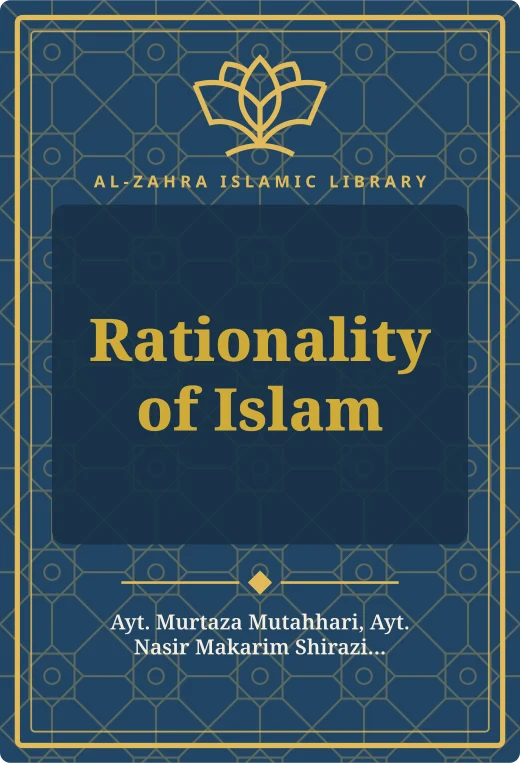 AL-ZAHRA ISLAMIC LIBRARY
Rationality
of Islam
Ayt. Murtaza Mutahhari, Ayt.
Nasir Makarim Shirazi...